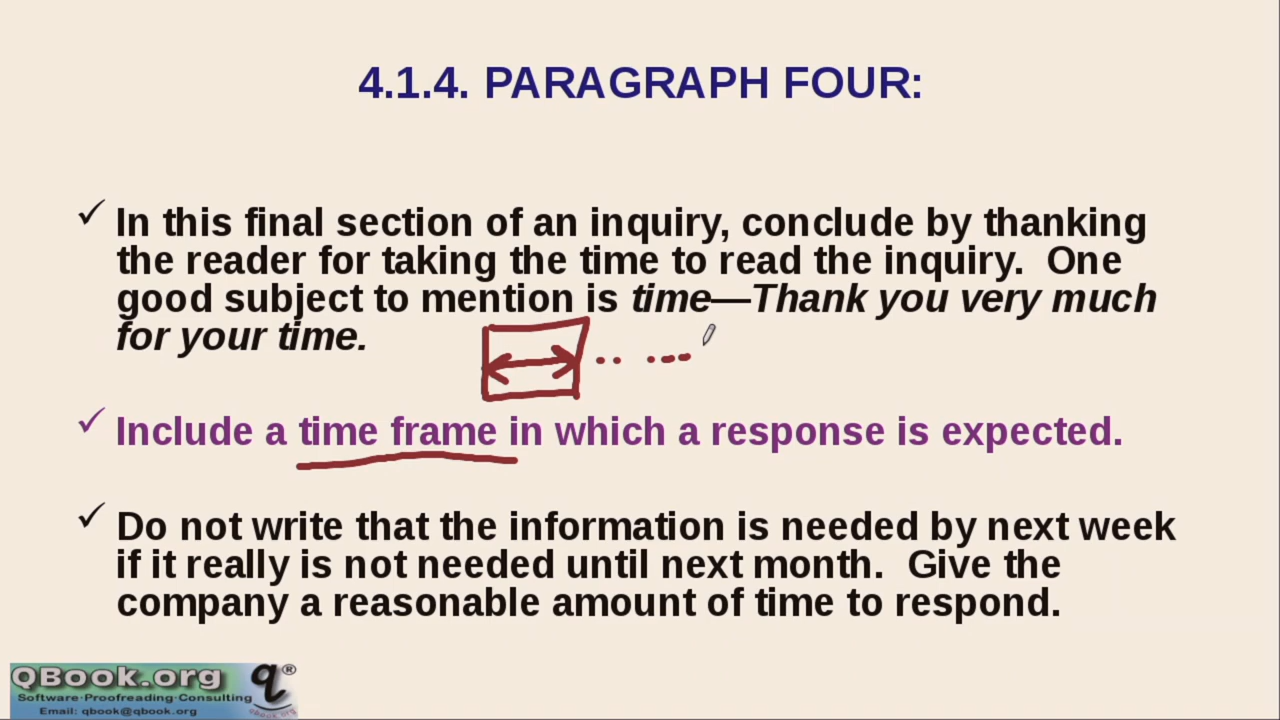 4.1.4. PARAGRAPH FOUR:
✓ In this final section of an inquiry, conclude by thanking
the reader for taking the time to read the inquiry.  One
good subject to mention is time—Thank you very much
for your time.
✓ Include a time frame in which a response is expected.
✓ Do not write that the information is needed by next week
if it really is not needed until next month.  Give the
company a reasonable amount of time to respond.
QBook.org q®
Software·Proofreading·Consulting
Email: qbook@qbook.org qbook.org